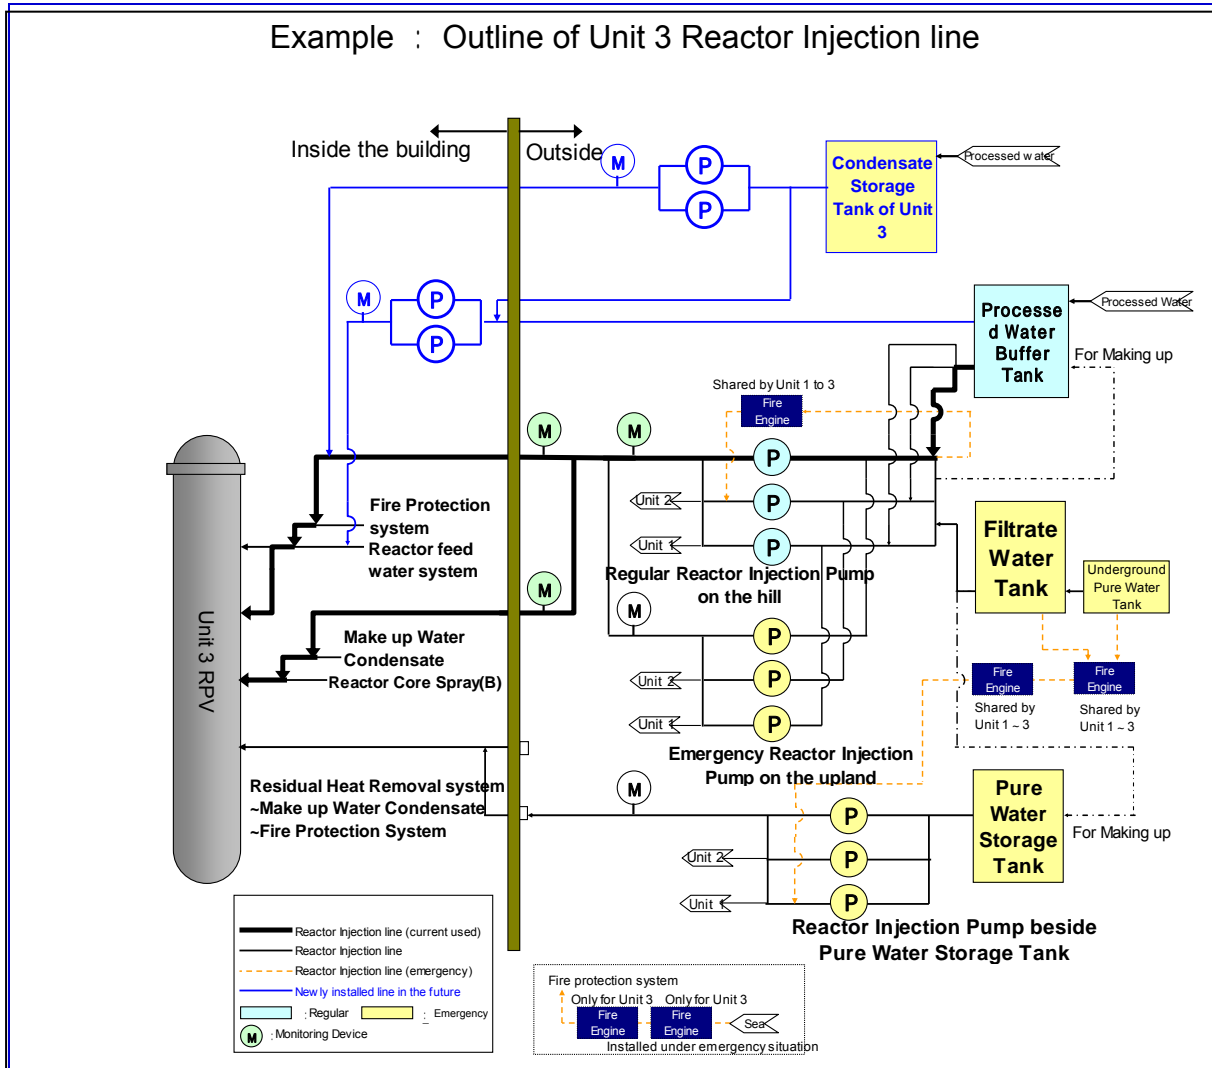 Example : Outline of Unit 3 Reactor Injection line
Inside the building
Outside
M
P
P
Condensate
Storage
Tank of Unit
3
Processed water
M
P
P
Processe
d Water
Buffer
Tank
Processed Water
For Making up
Shared by Unit 1 to 3
Fire
Engine
M
M
P
Unit 2
P
Unit 1
P
Regular Reactor Injection Pump
on the hill
Fire Protection
system
Reactor feed
water system
Filtrate
Water
Tank
Underground
Pure Water
Tank
Unit 3 RPV
M
M
Make up Water
Condensate
Reactor Core Spray(B)
P
Unit 2
P
Unit 1
P
Emergency Reactor Injection
Pump on the upland
Fire
Engine
Shared by
Unit 1 ~ 3
Fire
Engine
Shared by
Unit 1 ~ 3
Residual Heat Removal system
~Make up Water Condensate
~Fire Protection System
M
P
Unit 2
P
Unit 1
P
Pure
Water
Storage
Tank
For Making up
Reactor Injection Pump beside
Pure Water Storage Tank
Reactor Injection line (current used)
Reactor Injection line
Reactor Injection line (emergency)
Newly installed line in the future
: Regular
: Emergency
M : Monitoring Device
Fire protection system
Only for Unit 3
Only for Unit 3
Fire
Engine
Fire
Engine
Sea
Installed under emergency situation